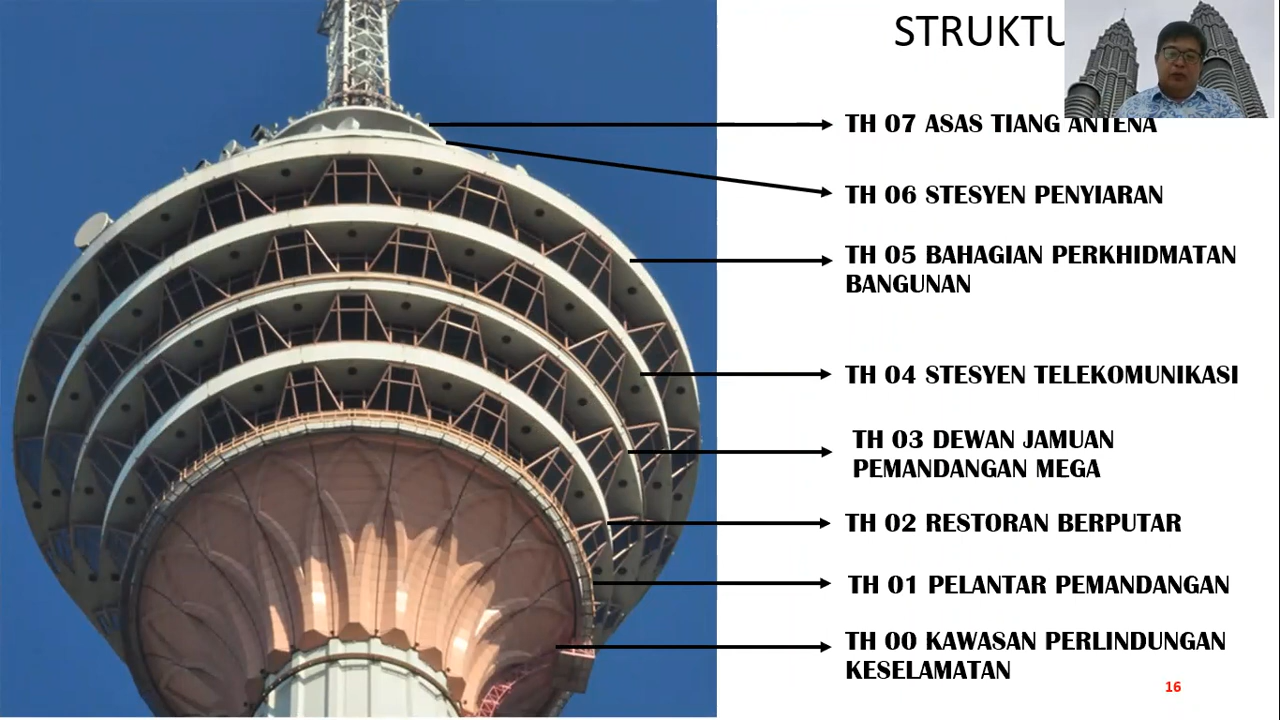 STRUKTU
TH 07 ASAS TIANG ANTENA
TH 06 STESYEN PENYIARAN
TH 05 BAHAGIAN PERKHIDMATAN
BANGUNAN
TH 04 STESYEN TELEKOMUNIKASI
TH 03 DEWAN JAMUAN
PEMANDANGAN MEGA
TH 02 RESTORAN BERPUTAR
TH 01 PELANTAR PEMANDANGAN
TH 00 KAWASAN PERLINDUNGAN
KESELAMATAN
16